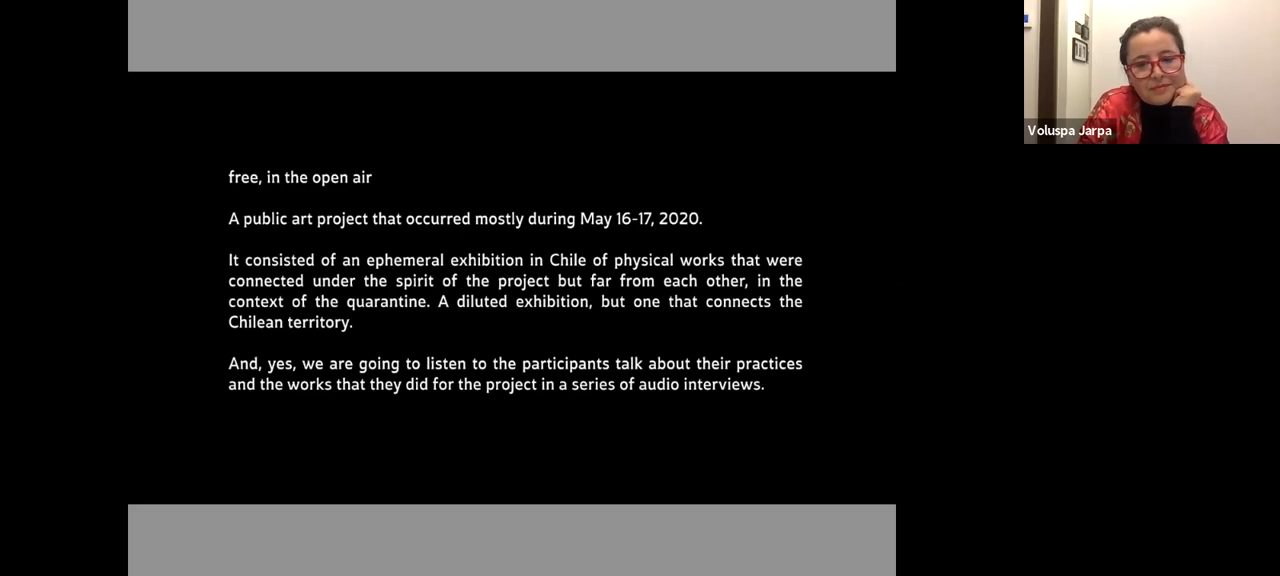 free, in the open air
A public art project that occurred mostly during May 16-17, 2020.
It consisted of an ephemeral exhibition in Chile of physical works that were
connected under the spirit of the project but far from each other, in the
context of the quarantine. A diluted exhibition, but one that connects the
Chilean territory.
And, yes, we are going to listen to the participants talk about their practices
and the works that they did for the project in a series of audio interviews.
Voluspa Jarpa